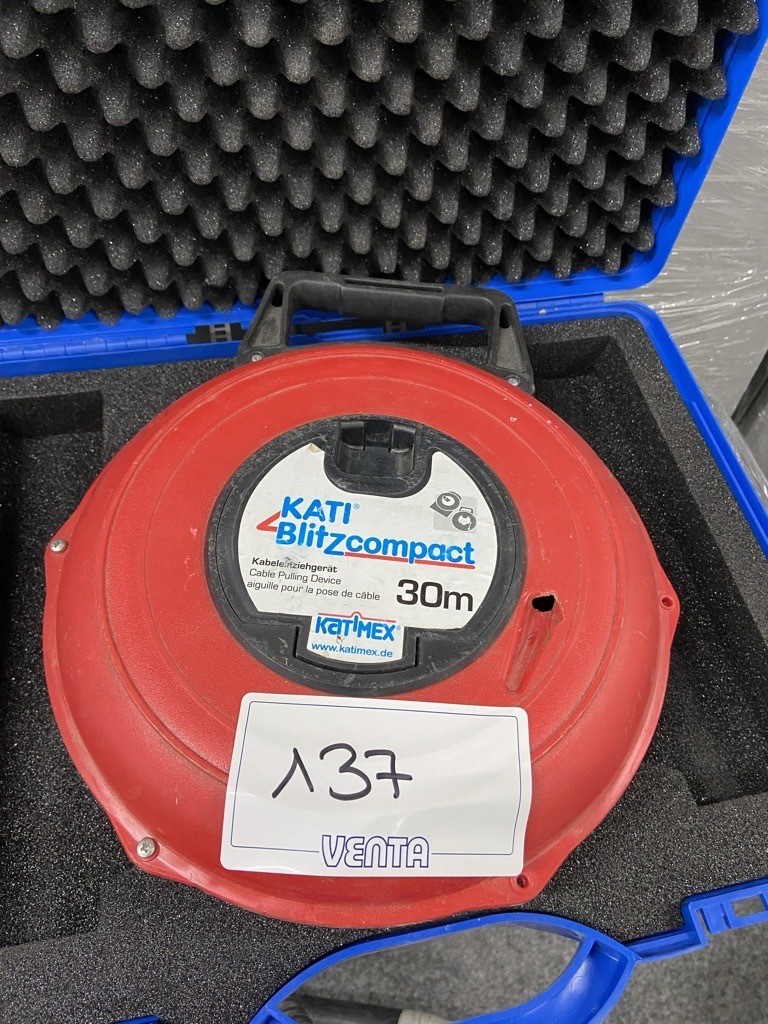 KATI®
Blitzcompact
Kabeleinziehgerät
Cable Pulling Device
aiguille pour la pose de câble
30m
KATIMEX®
www.katimex.de
137
VENTA